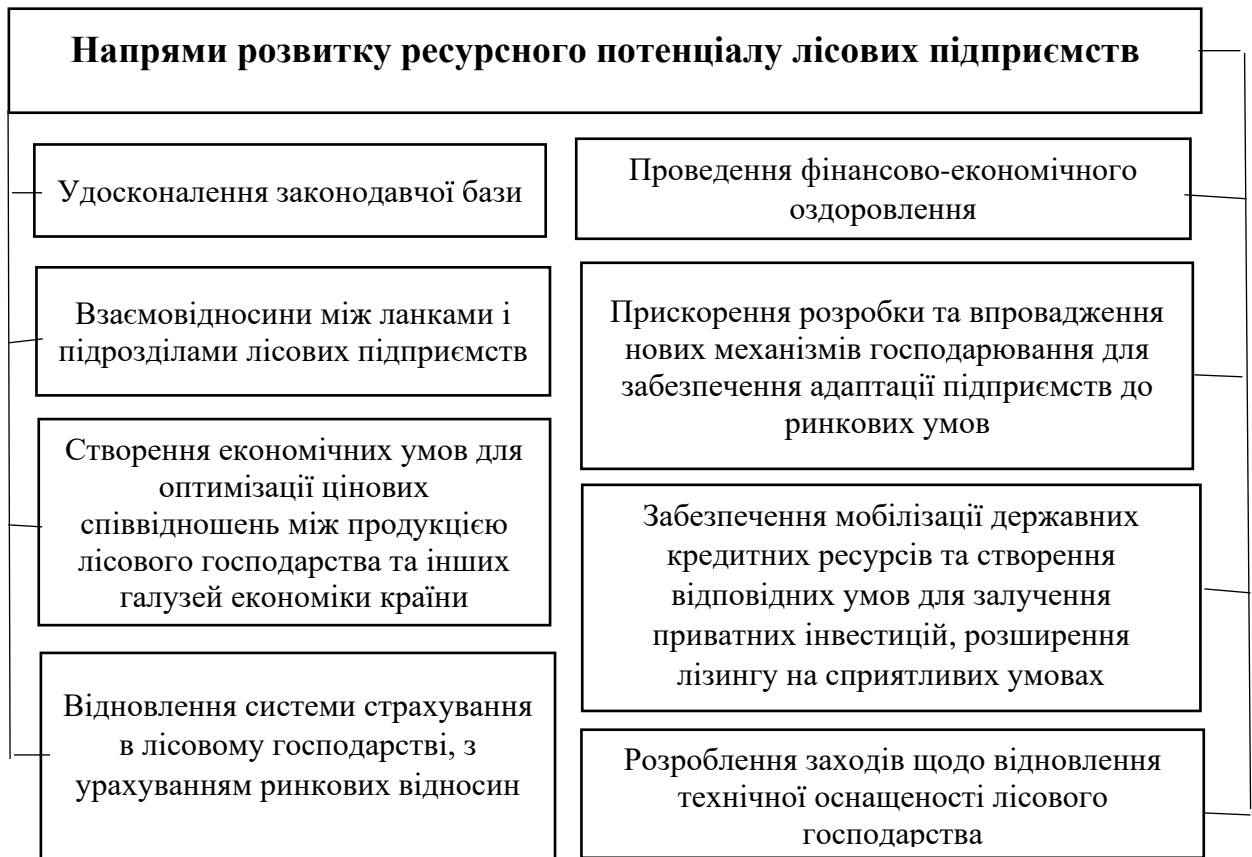 Напрями розвитку ресурсного потенціалу лісових підприємств
Удосконалення законодавчої бази
Взаємовідносини між ланками і
підрозділами лісових підприємств
Створення економічних умов для
оптимізації цінових
співвідношень між продукцією
лісового господарства та інших
галузей економіки країни
Відновлення системи страхування
в лісовому господарстві, з
урахуванням ринкових відносин
Проведення фінансово-економічного
оздоровлення
Прискорення розробки та впровадження
нових механізмів господарювання для
забезпечення адаптації підприємств до
ринкових умов
Забезпечення мобілізації державних
кредитних ресурсів та створення
відповідних умов для залучення
приватних інвестицій, розширення
лізингу на сприятливих умовах
Розроблення заходів щодо відновлення
технічної оснащеності лісового
господарства